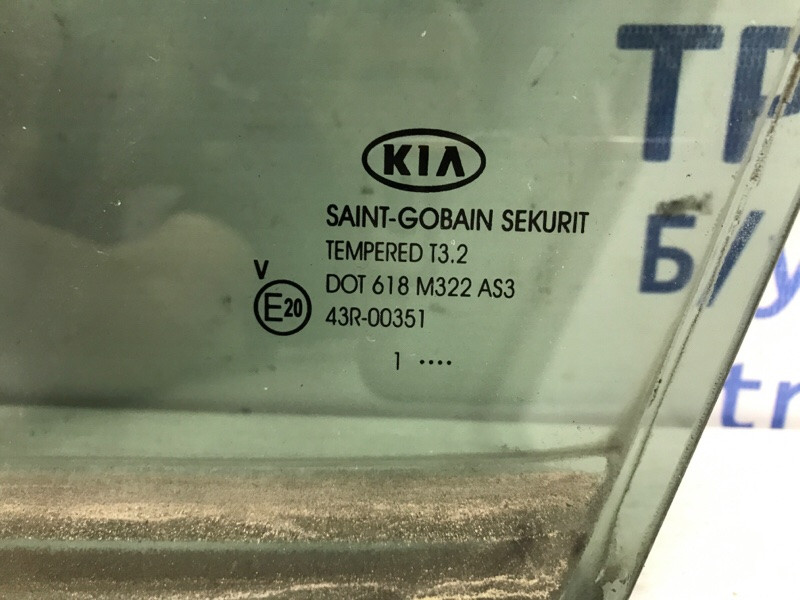 KIA
SAINT-GOBAIN SEKURIT
TEMPERED T3.2
V
DOT 618 M322 AS3
E20
43R-00351
1 ····
Б/